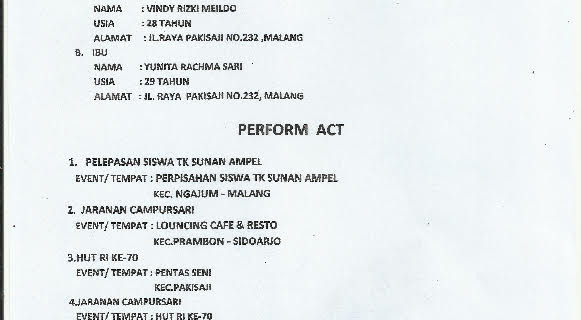 NAMA : VINDY RIZKI MEILDO
USIA : 28 TAHUN
ALAMAT : JL.RAYA PAKISAJI NO.232 ,MALANG
B. IBU
NAMA : YUNITA RACHMA SARI
USIA : 29 TAHUN
ALAMAT : JL. RAYA PAKISAJI NO.232, MALANG
PERFORM ACT
1. PELEPASAN SISWA TK SUNAN AMPEL
EVENT/ TEMPAT : PERPISAHAN SISWA TK SUNAN AMPEL
KEC. NGAJUM - MALANG
2. JARANAN CAMPURSARI
EVENT/ TEMPAT : LOUNCING CAFE & RESTO
KEC.PRAMBON - SIDOARJO
3.HUT RI KE-70
EVENT/ TEMPAT : PENTAS SENI
KEC.PAKISAJI
4.JARANAN CAMPURSARI
EVENT/ TEMPAT : HUT RI KE-70